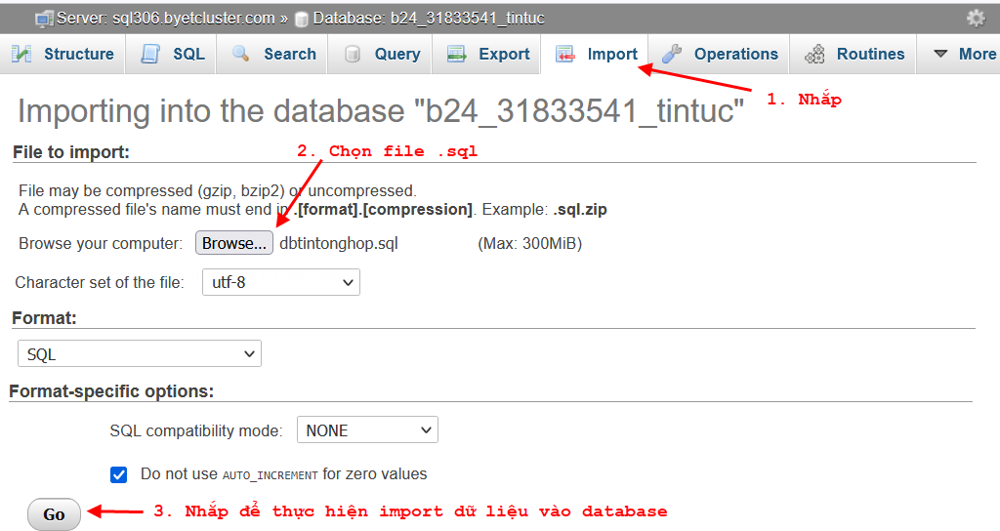 Server: sql306.byetcluster.com » Database: b24_31833541_tintuc
Structure SQL Search Query Export Import Operations Routines More
1. Nhắp
Importing into the database "b24_31833541_tintuc"
2. Chọn file .sql
File to import:
File may be compressed (gzip, bzip2) or uncompressed.
A compressed file's name must end in .[format].[compression]. Example: .sql.zip
Browse your computer: Browse... dbtintonghop.sql (Max: 300MiB)
Character set of the file: utf-8
Format:
SQL
Format-specific options:
SQL compatibility mode: NONE
Do not use AUTO_INCREMENT for zero values
Go 3. Nhắp để thực hiện import dữ liệu vào database